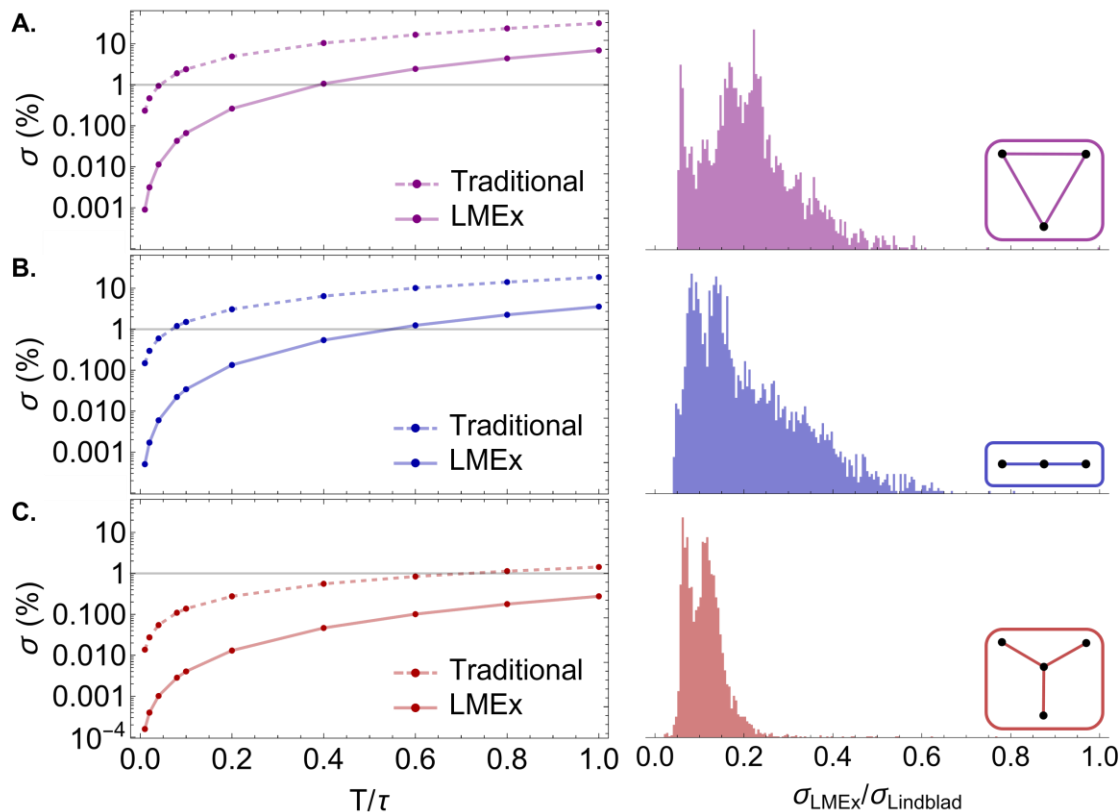 A.
10
1
0.100
0.010
0.001
σ (%)
Traditional
LMEx
B.
10
1
0.100
0.010
0.001
σ (%)
Traditional
LMEx
C.
10
1
0.100
0.010
0.001
10⁻⁴
σ (%)
Traditional
LMEx
0.0 0.2 0.4 0.6 0.8 1.0
T/τ
0.0 0.2 0.4 0.6 0.8 1.0
σLMEx/σLindblad